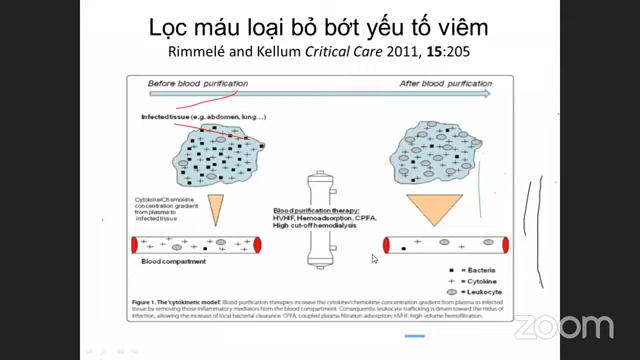 Lọc máu loại bỏ bớt yếu tố viêm
Rimmelé and Kellum Critical Care 2011, 15:205
Before blood purification
After blood purification
Infected tissue (e.g. abdomen, lung…)
Cytokine/Chemokine
concentration gradient
from plasma to
infected tissue
Blood purification therapy:
HVHF, Hemoadsorption, CPFA,
High cut-off hemodialysis
Blood compartment
= Bacteria
= Cytokine
= Leukocyte
Figure 1. The 'cytokinetic model'. Blood purification therapies increase the cytokine/chemokine concentration gradient from plasma to infected
tissue by removing those inflammatory mediators from the blood compartment. Consequently, leukocyte trafficking is driven toward the nidus of
infection, allowing the increase of local bacterial clearance. CPFA, coupled plasma filtration adsorption; HVHF, high-volume hemofiltration.
zoom